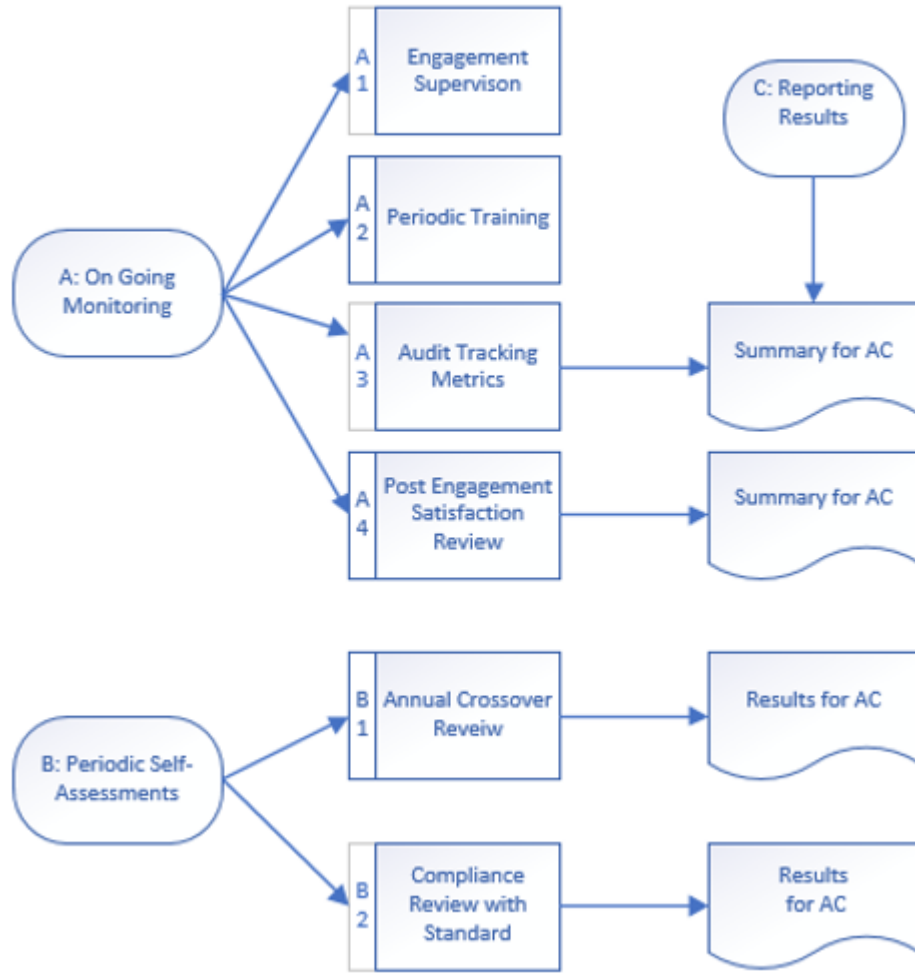 A
1
Engagement
Supervison
C: Reporting
Results
A
2
Periodic Training
A: On Going
Monitoring
A
3
Audit Tracking
Metrics
Summary for AC
A
4
Post Engagement
Satisfaction
Review
Summary for AC
B
1
Annual Crossover
Reveiw
Results for AC
B: Periodic Self-
Assessments
B
2
Compliance
Review with
Standard
Results
for AC